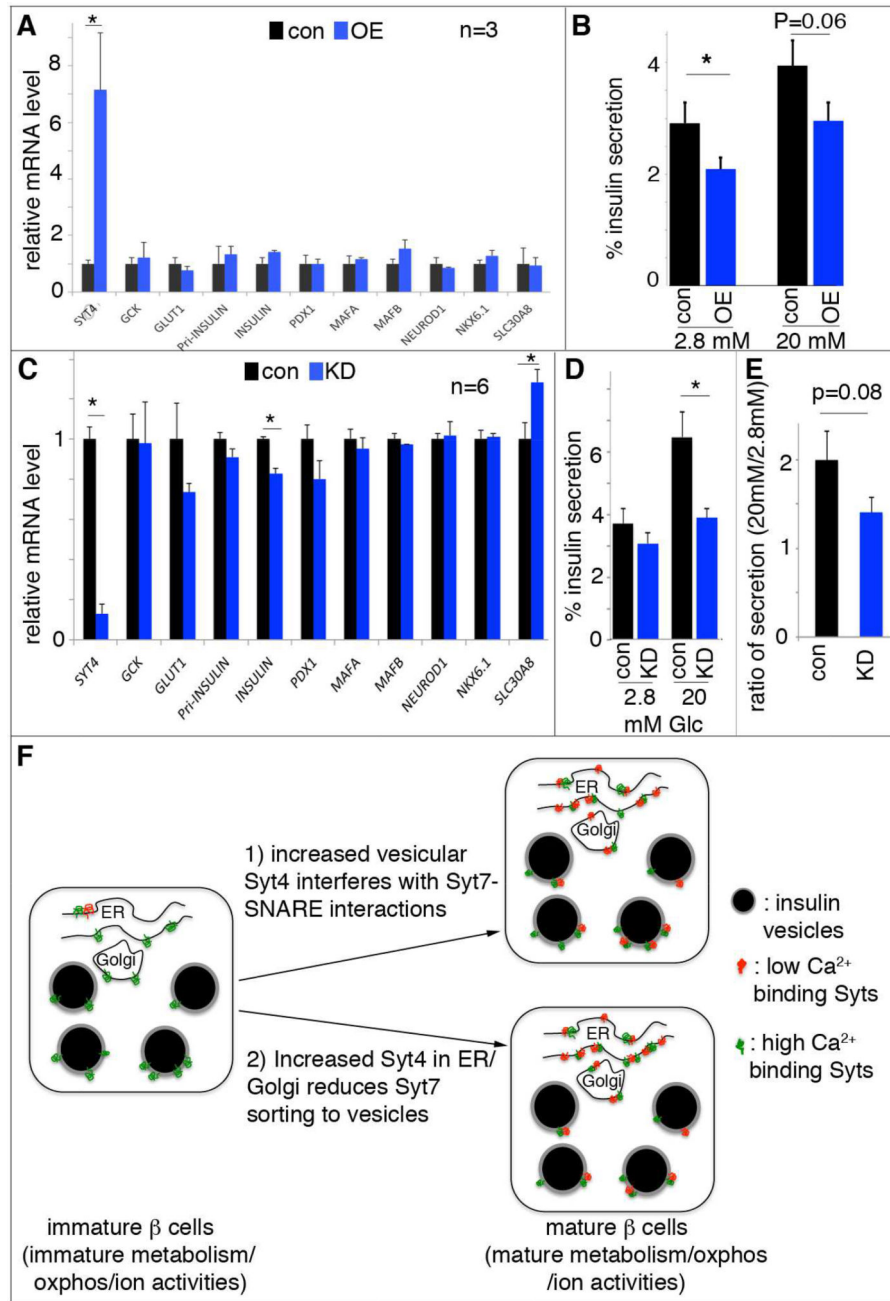 A
*
con OE n=3
relative mRNA level
8
6
4
2
1
0
SYT4 GCK GLUT1 Pri-INSULIN INSULIN PDX1 MAFA MAFB NEUROD1 NKX6.1 SLC30A8
B
P=0.06
*
% insulin secretion
4
2
0
con OE con OE
2.8 mM 20 mM
C
con KD
n=6
* * *
relative mRNA level
1
0
SYT4 GCK GLUT1 Pri-INSULIN INSULIN PDX1 MAFA MAFB NEUROD1 NKX6.1 SLC30A8
D
*
% insulin secretion
6
4
2
0
con KD con KD
2.8 20
mM Glc
E
p=0.08
ratio of secretion (20mM/2.8mM)
2
1
0
con KD
F
ER
Golgi
immature β cells
(immature metabolism/
oxphos/ion activities)
1) increased vesicular
Syt4 interferes with Syt7-
SNARE interactions
2) Increased Syt4 in ER/
Golgi reduces Syt7
sorting to vesicles
ER
Golgi
ER
Golgi
mature β cells
(mature metabolism/oxphos
/ion activities)
: insulin
vesicles
: low Ca²⁺
binding Syts
: high Ca²⁺
binding Syts